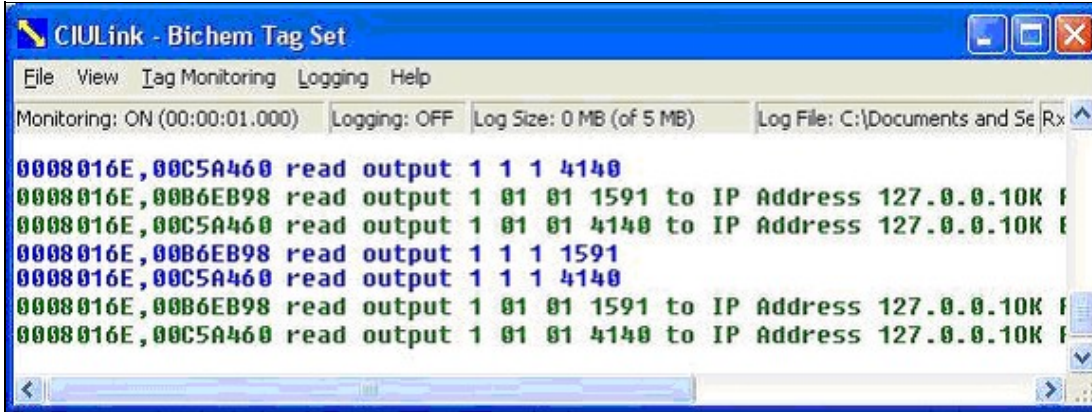 CIULink - Bichem Tag Set
File View Tag Monitoring Logging Help
Monitoring: ON (00:00:01.000) Logging: OFF Log Size: 0 MB (of 5 MB) Log File: C:\Documents and Se Rx
0008016E,00C5A460 read output 1 1 1 4140
0008016E,00B6EB98 read output 1 01 01 1591 to IP Address 127.0.0.10K
0008016E,00C5A460 read output 1 01 01 4140 to IP Address 127.0.0.10K
0008016E,00B6EB98 read output 1 1 1 1591
0008016E,00C5A460 read output 1 1 1 4140
0008016E,00B6EB98 read output 1 01 01 1591 to IP Address 127.0.0.10K
0008016E,00C5A460 read output 1 01 01 4140 to IP Address 127.0.0.10K